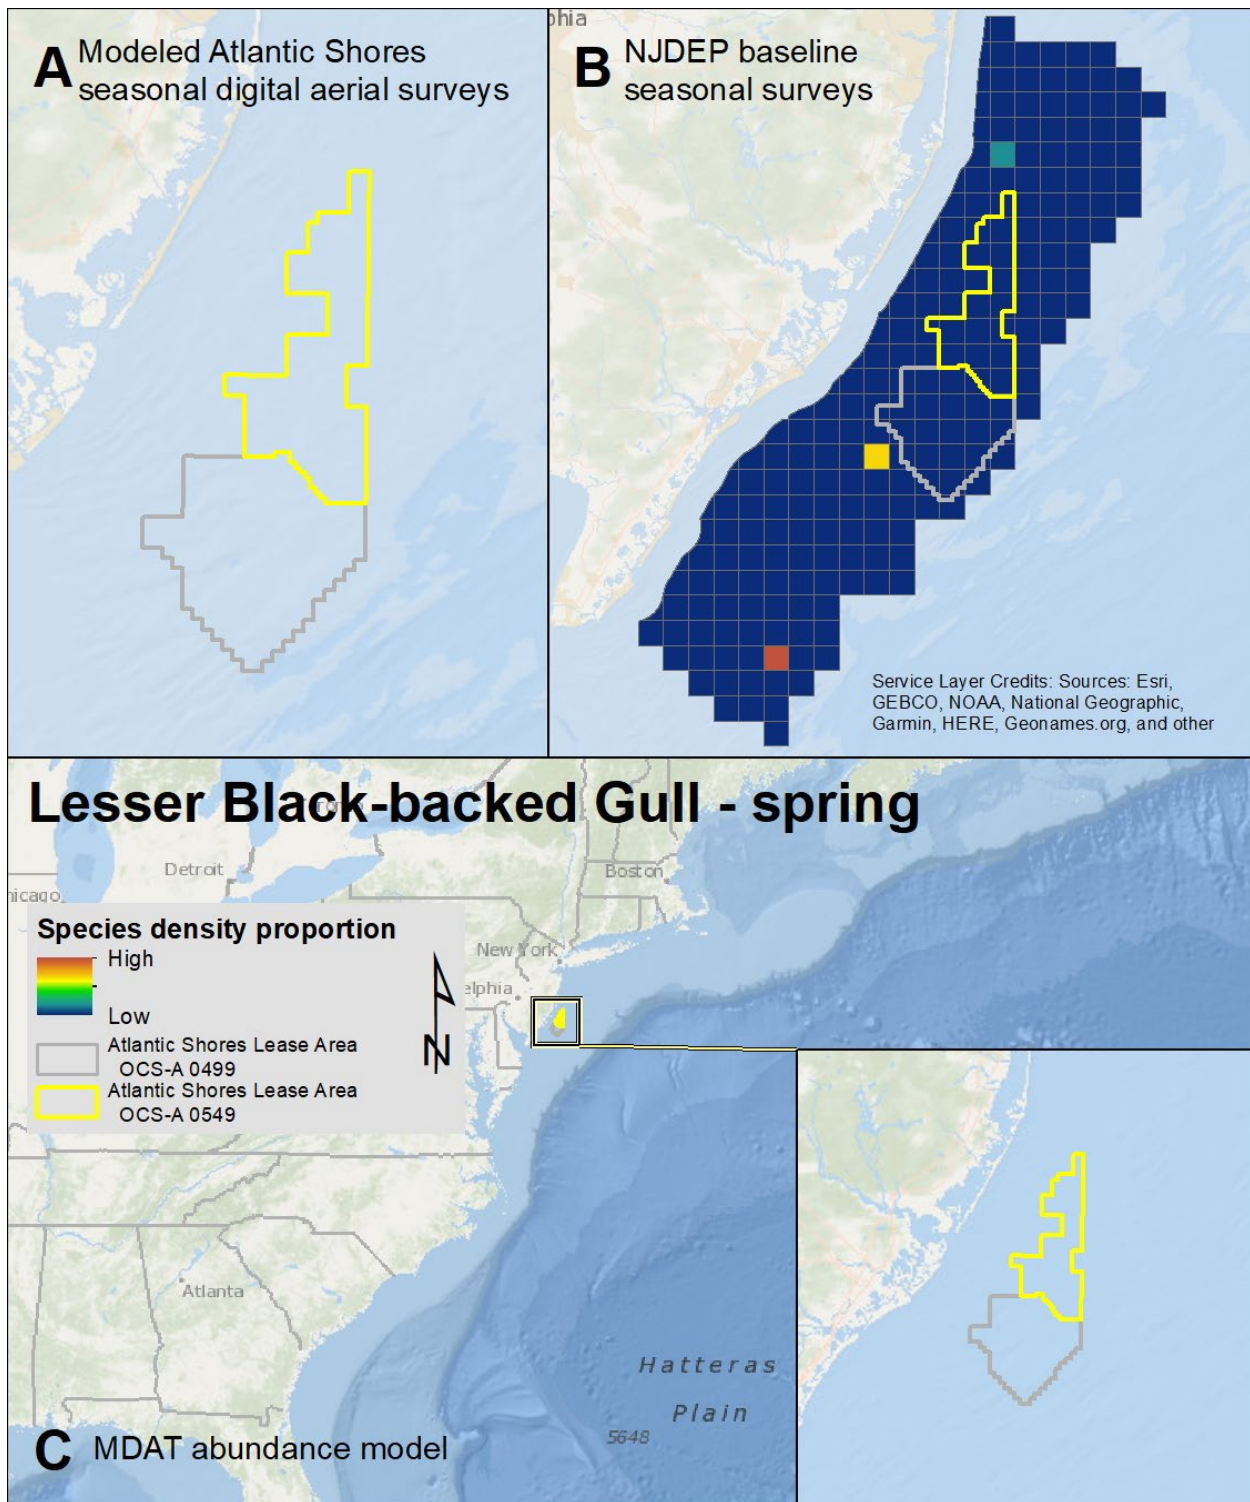 A Modeled Atlantic Shores
seasonal digital aerial surveys
phia
B NJDEP baseline
seasonal surveys
Service Layer Credits: Sources: Esri,
GEBCO, NOAA, National Geographic,
Garmin, HERE, Geonames.org, and other
Lesser Black-backed Gull - spring
Detroit
Boston
hicago
Species density proportion
High
Low
Atlantic Shores Lease Area
OCS-A 0499
Atlantic Shores Lease Area
OCS-A 0549
N
New York
elphia
Atlanta
Hatteras
Plain
5648
C MDAT abundance model